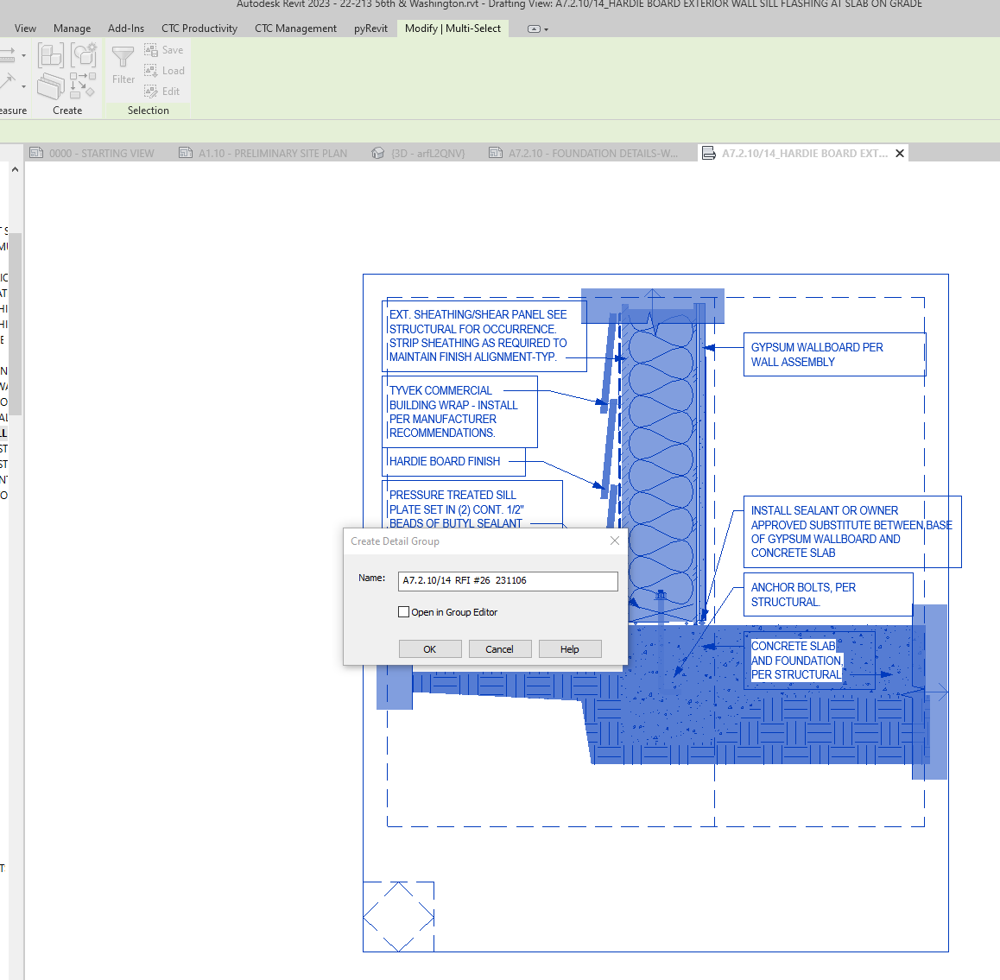 Autodesk Revit 2023 - 22-213 56th & Washington.rvt - Drafting View: A7.2.10/14_HARDIE BOARD EXTERIOR WALL SILL FLASHING AT SLAB ON GRADE
View Manage Add-Ins CTC Productivity CTC Management pyRevit Modify | Multi-Select
Filter
Save
Load
Edit
easure Create Selection
0000 - STARTING VIEW A1.10 - PRELIMINARY SITE PLAN {3D - arfL2QNV} A7.2.10 - FOUNDATION DETAILS-W... A7.2.10/14_HARDIE BOARD EXT...
EXT. SHEATHING/SHEAR PANEL SEE
STRUCTURAL FOR OCCURRENCE.
STRIP SHEATHING AS REQUIRED TO
MAINTAIN FINISH ALIGNMENT-TYP.
GYPSUM WALLBOARD PER
WALL ASSEMBLY
TYVEK COMMERCIAL
BUILDING WRAP - INSTALL
PER MANUFACTURER
RECOMMENDATIONS.
HARDIE BOARD FINISH
PRESSURE TREATED SILL
PLATE SET IN (2) CONT. 1/2"
BEADS OF BUTYL SEALANT
INSTALL SEALANT OR OWNER
APPROVED SUBSTITUTE BETWEEN BASE
OF GYPSUM WALLBOARD AND
CONCRETE SLAB
ANCHOR BOLTS, PER
STRUCTURAL.
CONCRETE SLAB
AND FOUNDATION,
PER STRUCTURAL
Create Detail Group
Name: A7.2.10/14 RFI #26 231106
Open in Group Editor
OK Cancel Help